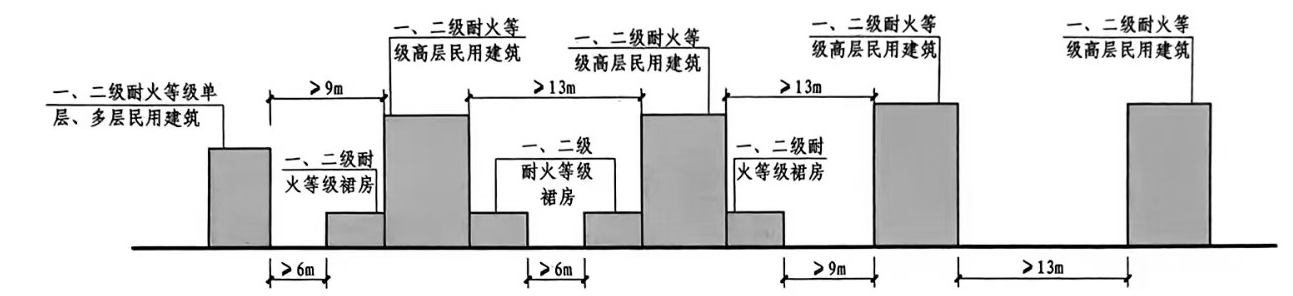 一、二级耐火等级单
层、多层民用建筑
≥9m
一、二级耐火等
级高层民用建筑
≥13m
一、二级耐火等
级高层民用建筑
≥13m
一、二级耐火等
级高层民用建筑
一、二级耐火等
级高层民用建筑
一、二级耐
火等级裙房
一、二级
耐火等级
裙房
一、二级耐
火等级裙房
≥6m
≥6m
≥9m
≥13m